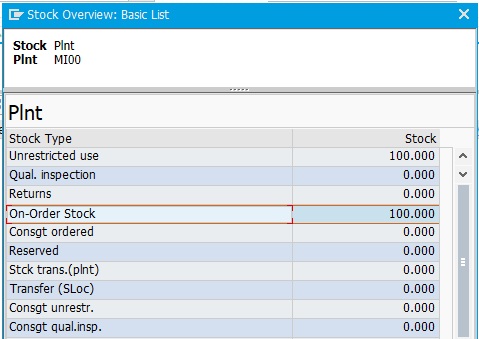 Stock Overview: Basic List
Stock Plnt
Plnt MI00
Plnt
Stock Type Stock
Unrestricted use 100.000
Qual. inspection 0.000
Returns 0.000
On-Order Stock 100.000
Consgt ordered 0.000
Reserved 0.000
Stck trans.(plnt) 0.000
Transfer (SLoc) 0.000
Consgt unrestr. 0.000
Consgt qual.insp. 0.000